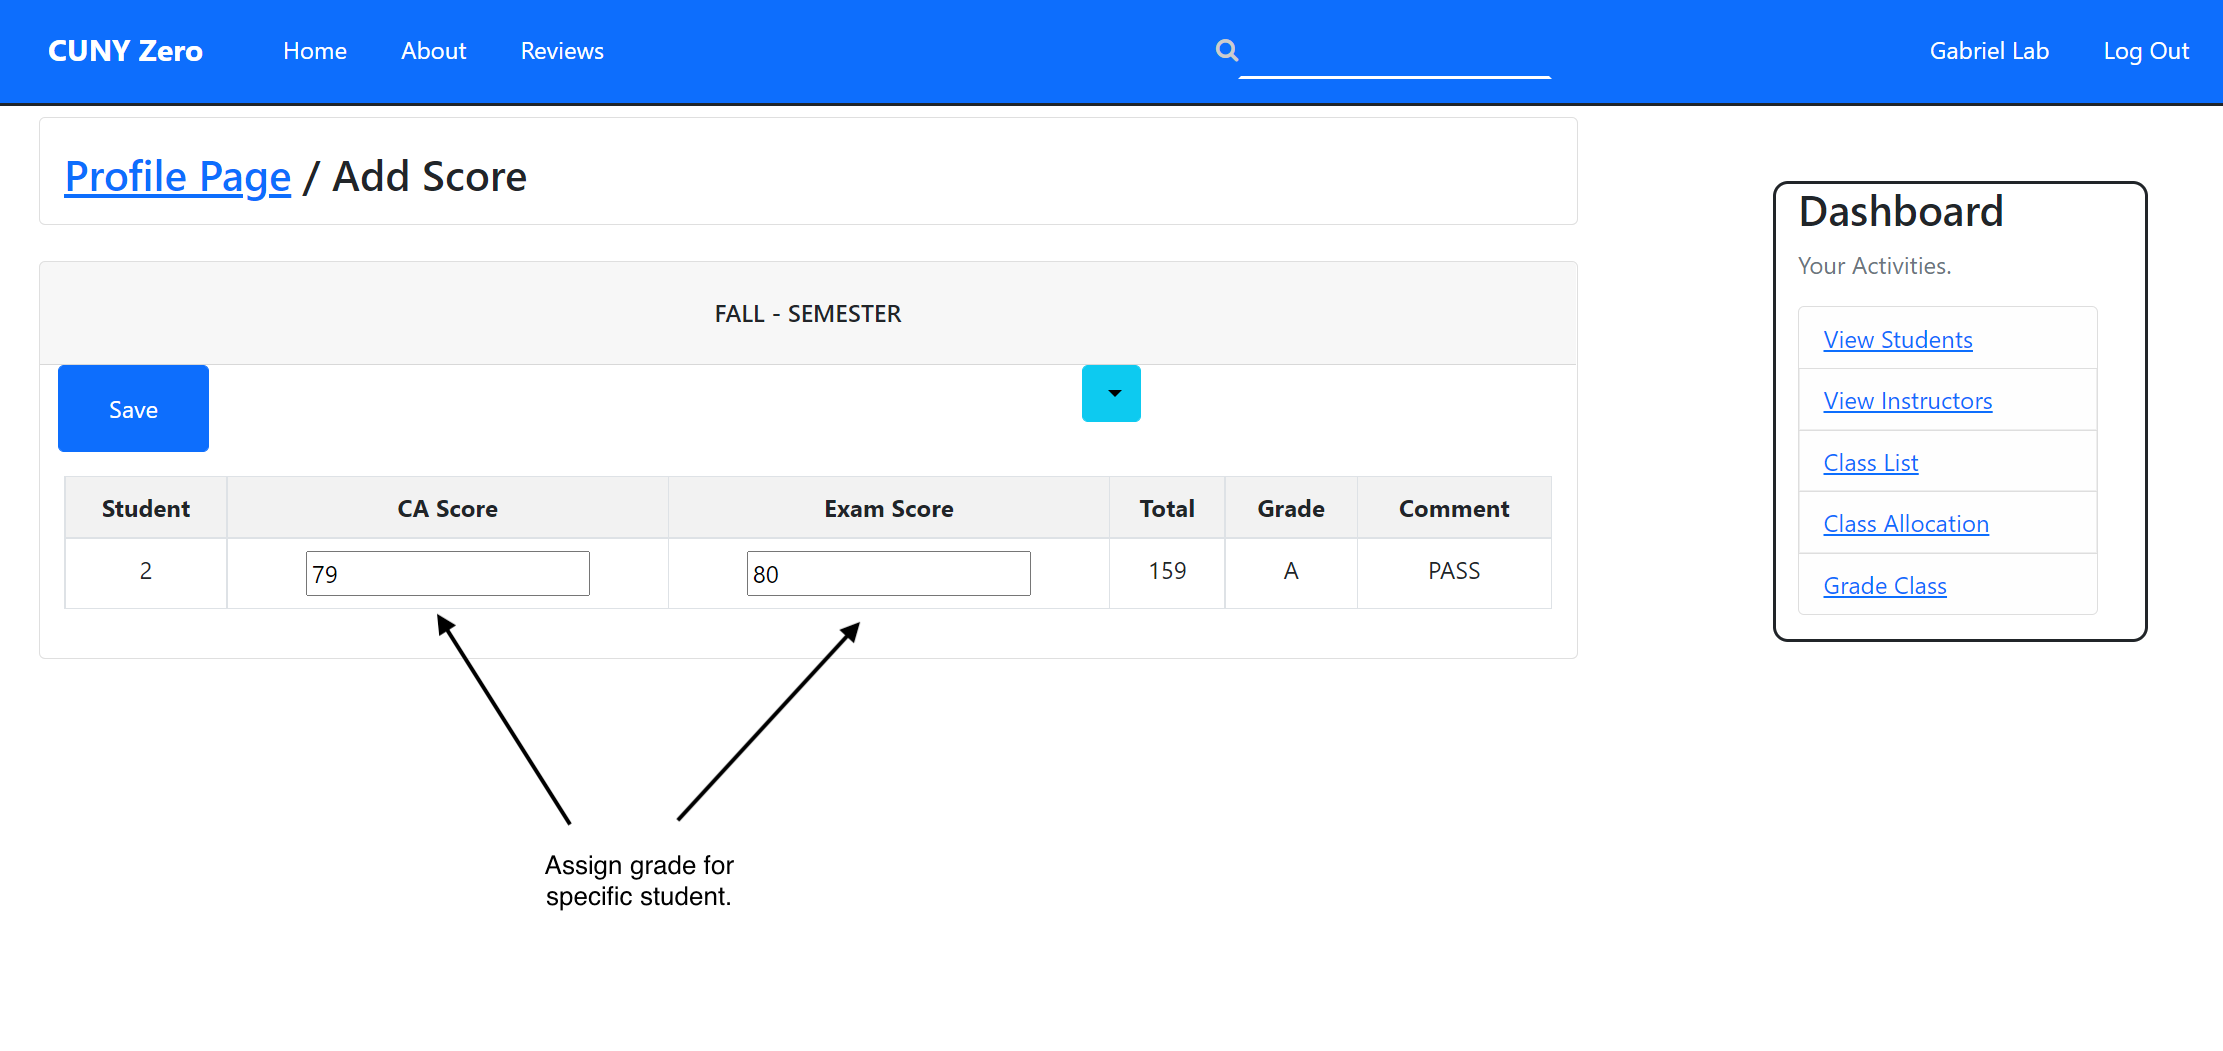 CUNY Zero Home About Reviews Gabriel Lab Log Out
Profile Page / Add Score
FALL - SEMESTER
Save
Student CA Score Exam Score Total Grade Comment
2 79 80 159 A PASS
Assign grade for
specific student.
Dashboard
Your Activities.
View Students
View Instructors
Class List
Class Allocation
Grade Class